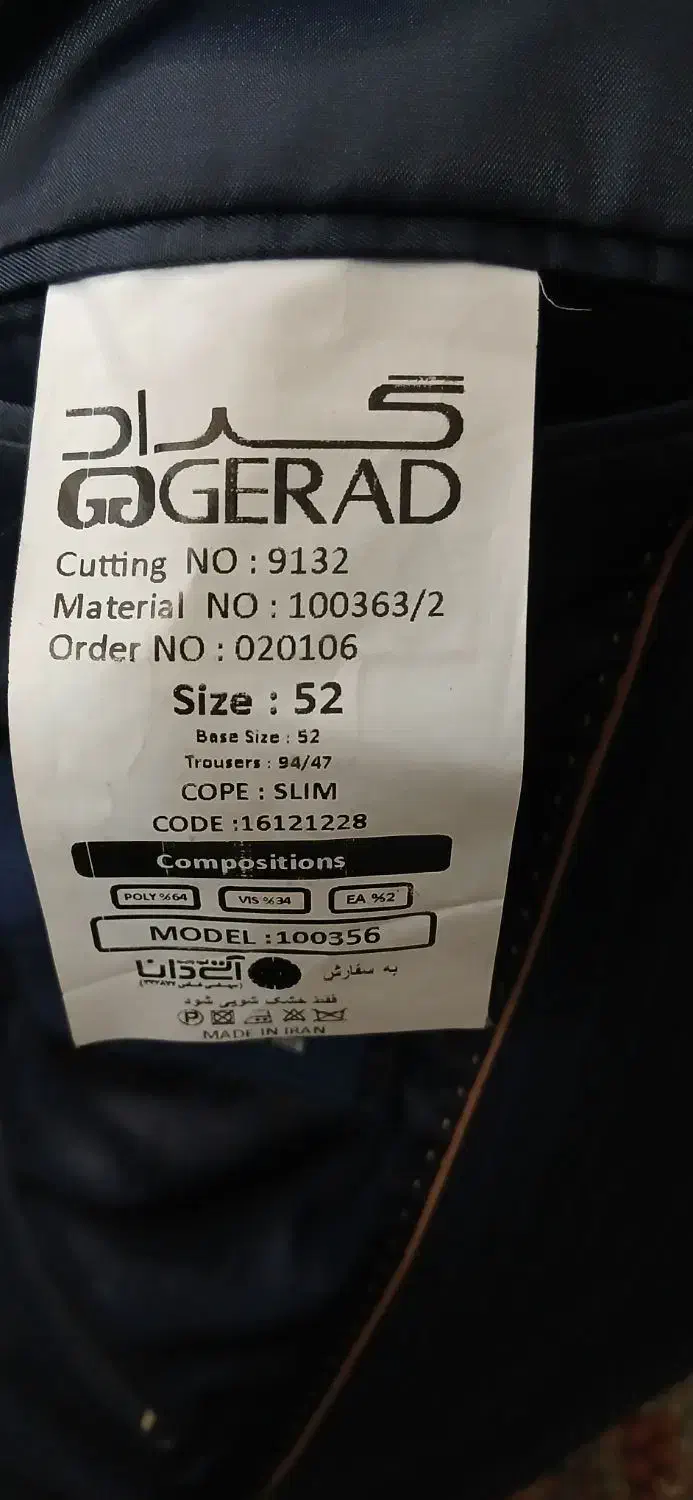 گراد
GERAD
Cutting NO : 9132
Material NO : 100363/2
Order NO : 020106
Size : 52
Base Size : 52
Trousers : 94/47
COPE : SLIM
CODE :16121228
Compositions
POLY %64 VIS %34 EA %2
MODEL :100356
به سفارش
فقط خشک شویی شود
P
MADE IN IRAN